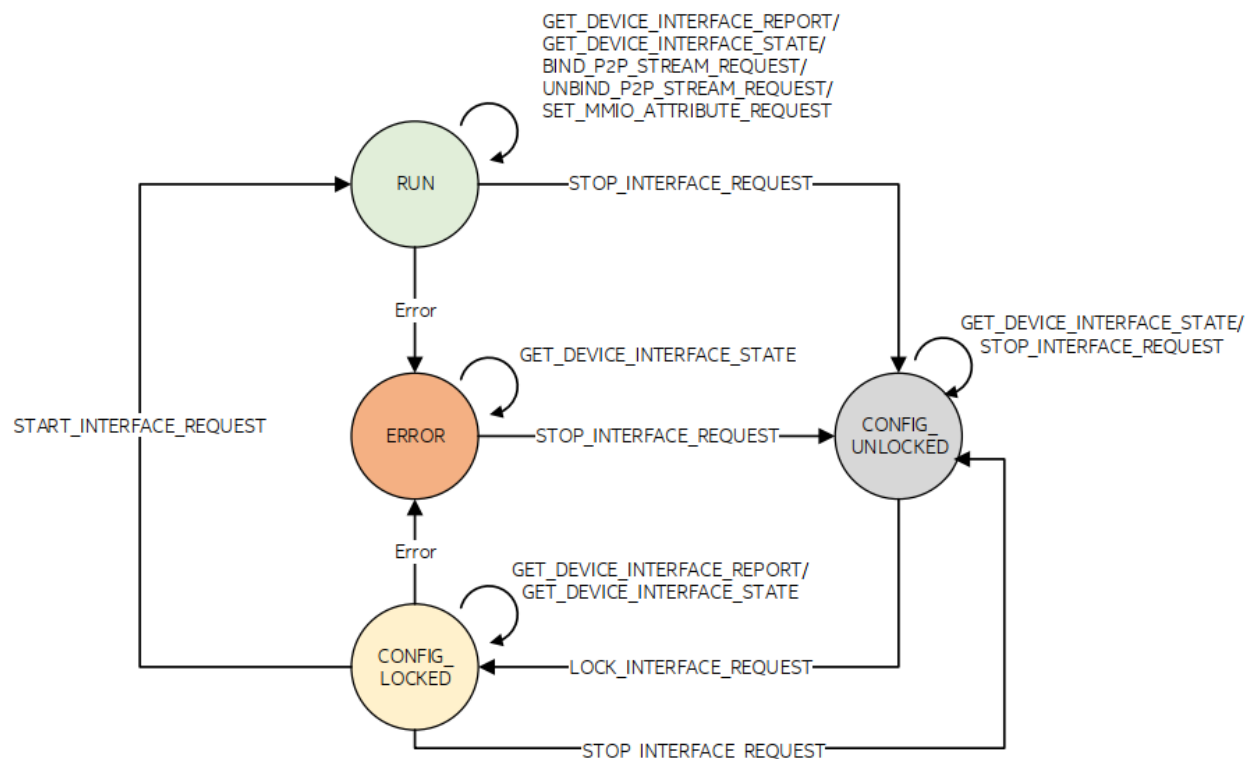 GET_DEVICE_INTERFACE_REPORT/
GET_DEVICE_INTERFACE_STATE/
BIND_P2P_STREAM_REQUEST/
UNBIND_P2P_STREAM_REQUEST/
SET_MMIO_ATTRIBUTE_REQUEST
RUN
STOP_INTERFACE_REQUEST
Error
GET_DEVICE_INTERFACE_STATE/
STOP_INTERFACE_REQUEST
GET_DEVICE_INTERFACE_STATE
START_INTERFACE_REQUEST
ERROR
STOP_INTERFACE_REQUEST
CONFIG_
UNLOCKED
Error
GET_DEVICE_INTERFACE_REPORT/
GET_DEVICE_INTERFACE_STATE
CONFIG_
LOCKED
LOCK_INTERFACE_REQUEST
STOP_INTERFACE_REQUEST